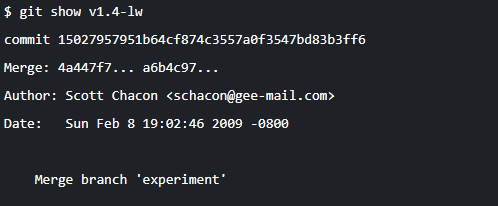 $ git show v1.4-lw
commit 15027957951b64cf874c3557a0f3547bd83b3ff6
Merge: 4a447f7... a6b4c97...
Author: Scott Chacon <schacon@gee-mail.com>
Date:   Sun Feb 8 19:02:46 2009 -0800
    Merge branch 'experiment'